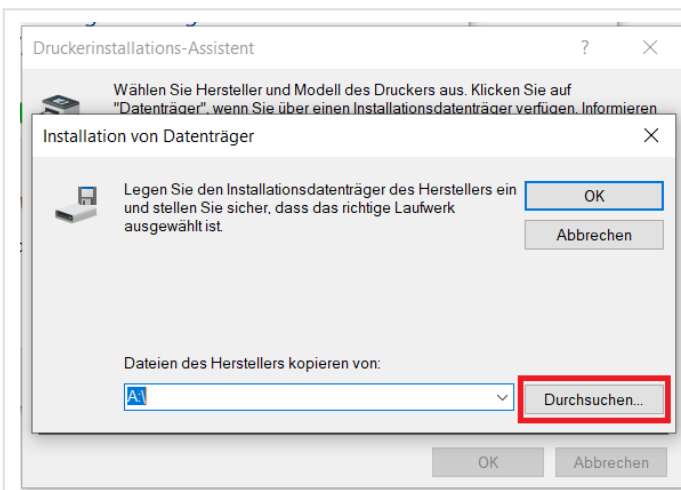 Druckerinstallations-Assistent
Wählen Sie Hersteller und Modell des Druckers aus. Klicken Sie auf
"Datenträger", wenn Sie über einen Installationsdatenträger verfügen. Informieren
Installation von Datenträger
Legen Sie den Installationsdatenträger des Herstellers ein
und stellen Sie sicher, dass das richtige Laufwerk
ausgewählt ist.
OK
Abbrechen
Dateien des Herstellers kopieren von:
A:\
Durchsuchen...
OK
Abbrechen